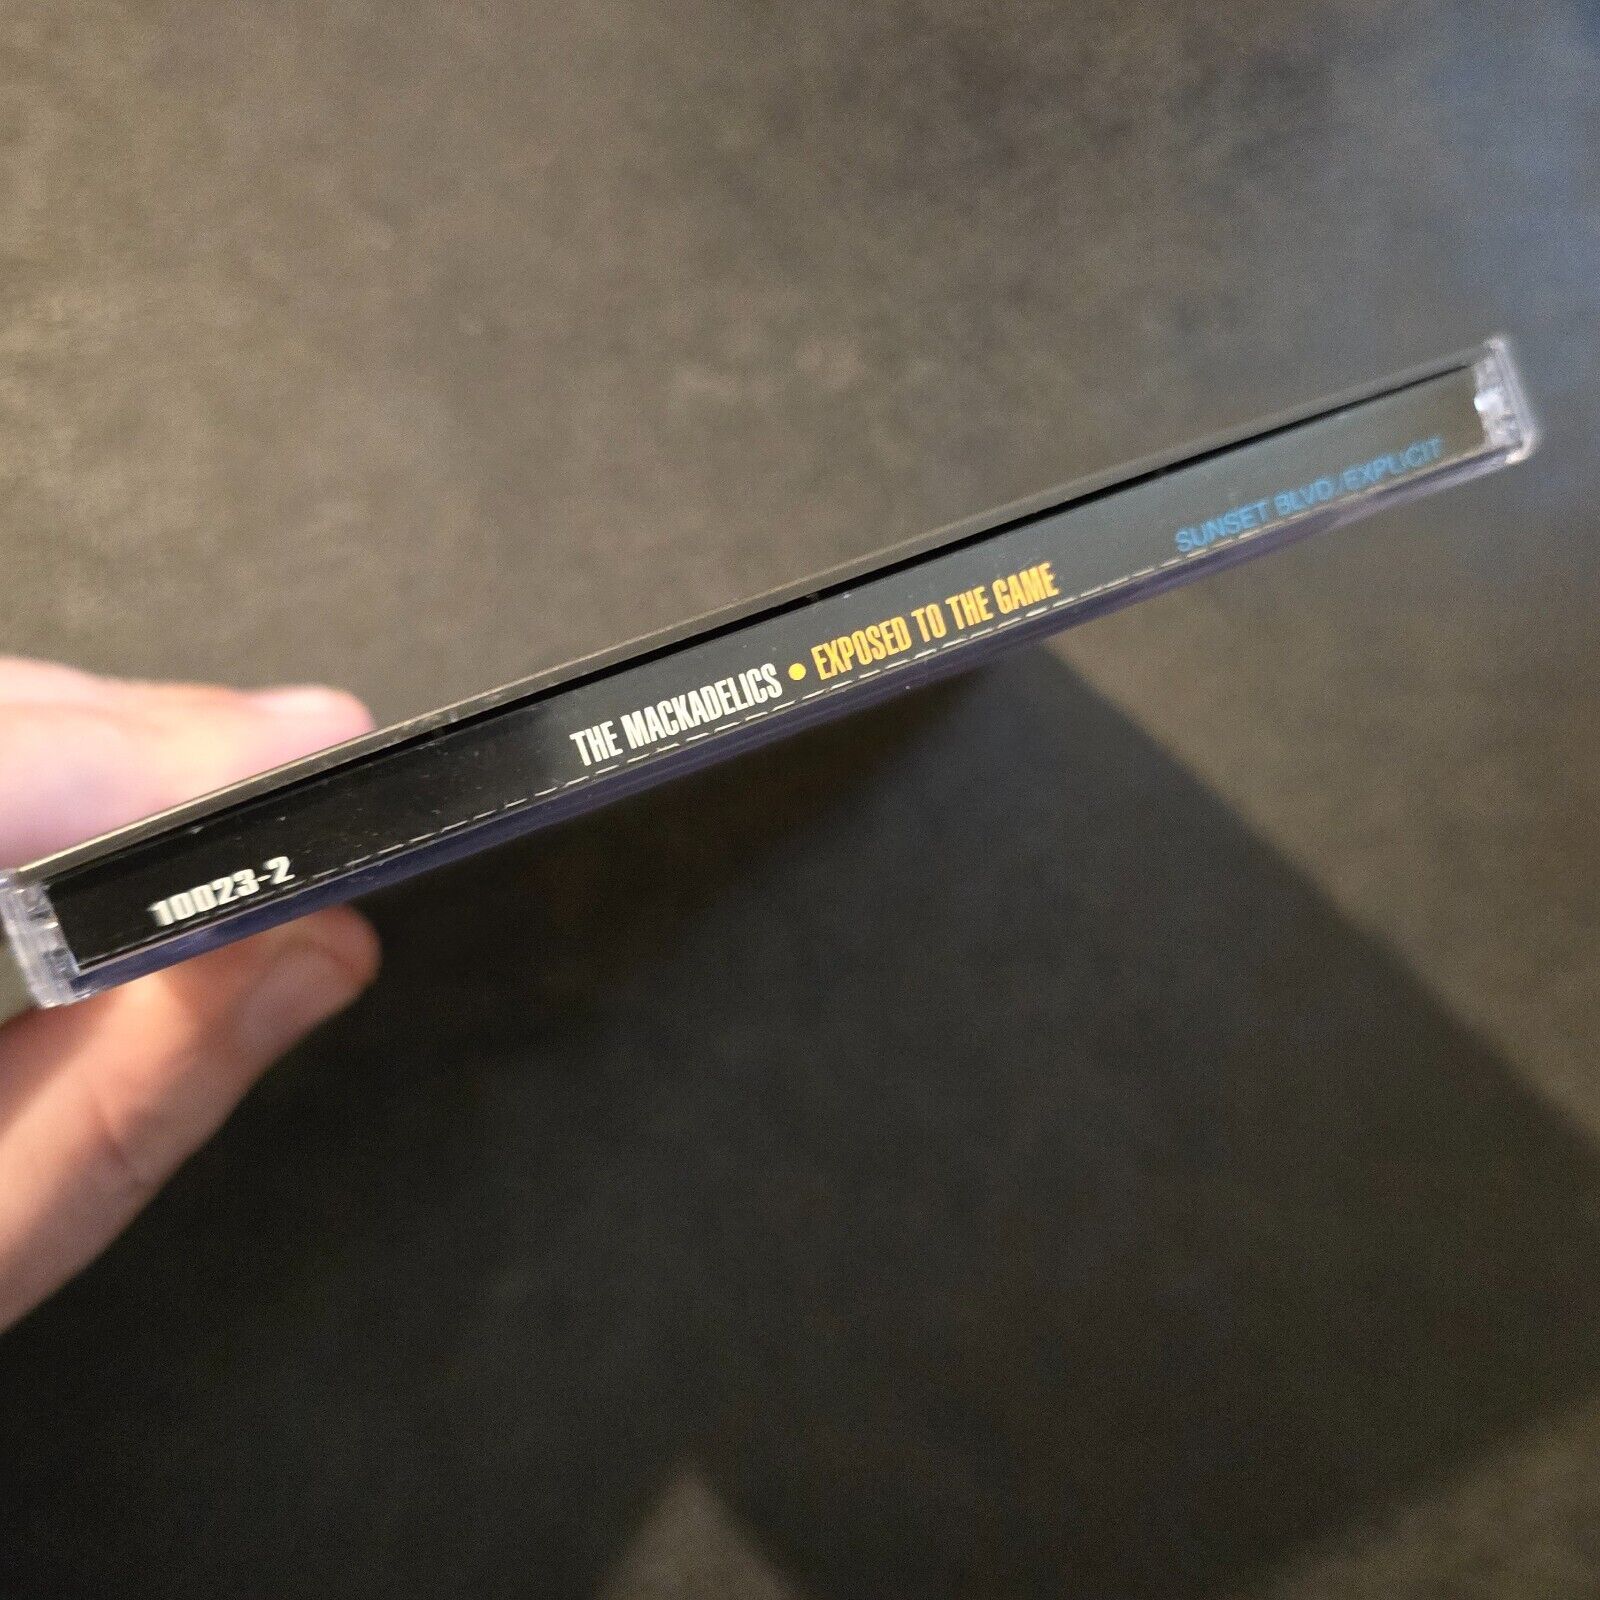 10023-2 THE MACKADELICS • EXPOSED TO THE GAME SUNSET BLVD/EXPLICIT